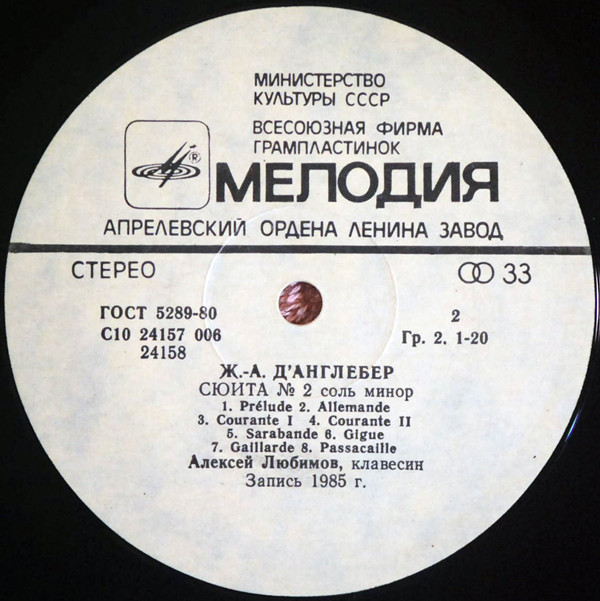 МИНИСТЕРСТВО
КУЛЬТУРЫ СССР
ВСЕСОЮЗНАЯ ФИРМА
ГРАМПЛАСТИНОК
®
МЕЛОДИЯ
АПРЕЛЕВСКИЙ ОРДЕНА ЛЕНИНА ЗАВОД
СТЕРЕО
33
ГОСТ 5289-80
С10 24157 006
24158
2
Гр. 2. 1-20
Ж.-А. Д'АНГЛЕБЕР
СЮИТА № 2 соль минор
1. Prélude 2. Allemande
3. Courante I 4. Courante II
5. Sarabande 6. Gigue
7. Gaillarde 8. Passacaille
Алексей Любимов, клавесин
Запись 1985 г.